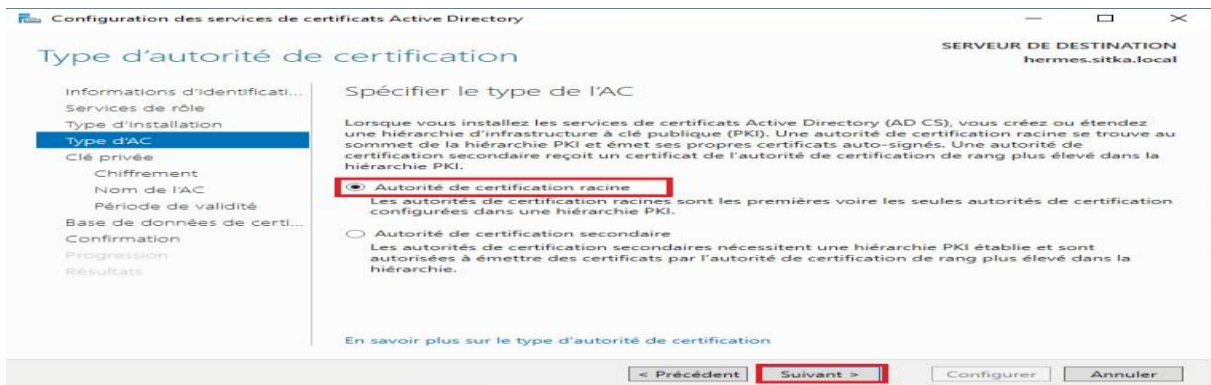 Configuration des services de certificats Active Directory
Type d'autorité de certification
SERVEUR DE DESTINATION
hermes.sitka.local
Informations d'identificati...
Services de rôle
Type d'installation
Type d'AC
Clé privée
Chiffrement
Nom de l'AC
Période de validité
Base de données de certi...
Confirmation
Progression
Résultats
Spécifier le type de l'AC
Lorsque vous installez les services de certificats Active Directory (AD CS), vous créez ou étendez
une hiérarchie d'infrastructure à clé publique (PKI). Une autorité de certification racine se trouve au
sommet de la hiérarchie PKI et émet ses propres certificats auto-signés. Une autorité de
certification secondaire reçoit un certificat de l'autorité de certification de rang plus élevé dans la
hiérarchie PKI.
Autorité de certification racine
Les autorités de certification racines sont les premières voire les seules autorités de certification
configurées dans une hiérarchie PKI.
Autorité de certification secondaire
Les autorités de certification secondaires nécessitent une hiérarchie PKI établie et sont
autorisées à émettre des certificats par l'autorité de certification de rang plus élevé dans la
hiérarchie.
En savoir plus sur le type d'autorité de certification
< Précédent
Suivant >
Configurer
Annuler